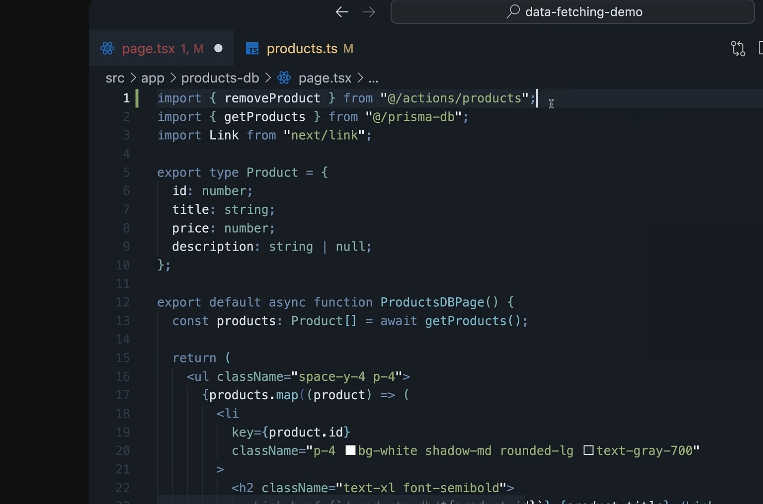 data-fetching-demo
page.tsx 1, M TS products.ts M
src > app > products-db > page.tsx > ...
1 import { removeProduct } from "@/actions/products";
2 import { getProducts } from "@/prisma-db";
3 import Link from "next/link";
4
5 export type Product = {
6 id: number;
7 title: string;
8 price: number;
9 description: string | null;
10 };
11
12 export default async function ProductsDBPage() {
13 const products: Product[] = await getProducts();
14
15 return (
16 <ul className="space-y-4 p-4">
17 {products.map((product) => (
18 <li
19 key={product.id}
20 className="p-4 bg-white shadow-md rounded-lg text-gray-700"
21 >
22 <h2 className="text-xl font-semibold">